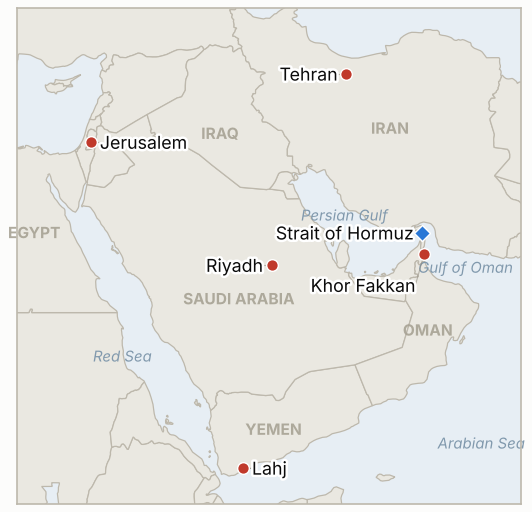 Tehran
IRAQ
IRAN
Jerusalem
Persian Gulf
EGYPT
Strait of Hormuz
Riyadh
Gulf of Oman
Khor Fakkan
SAUDI ARABIA
OMAN
Red Sea
YEMEN
Arabian Sea
Lahj